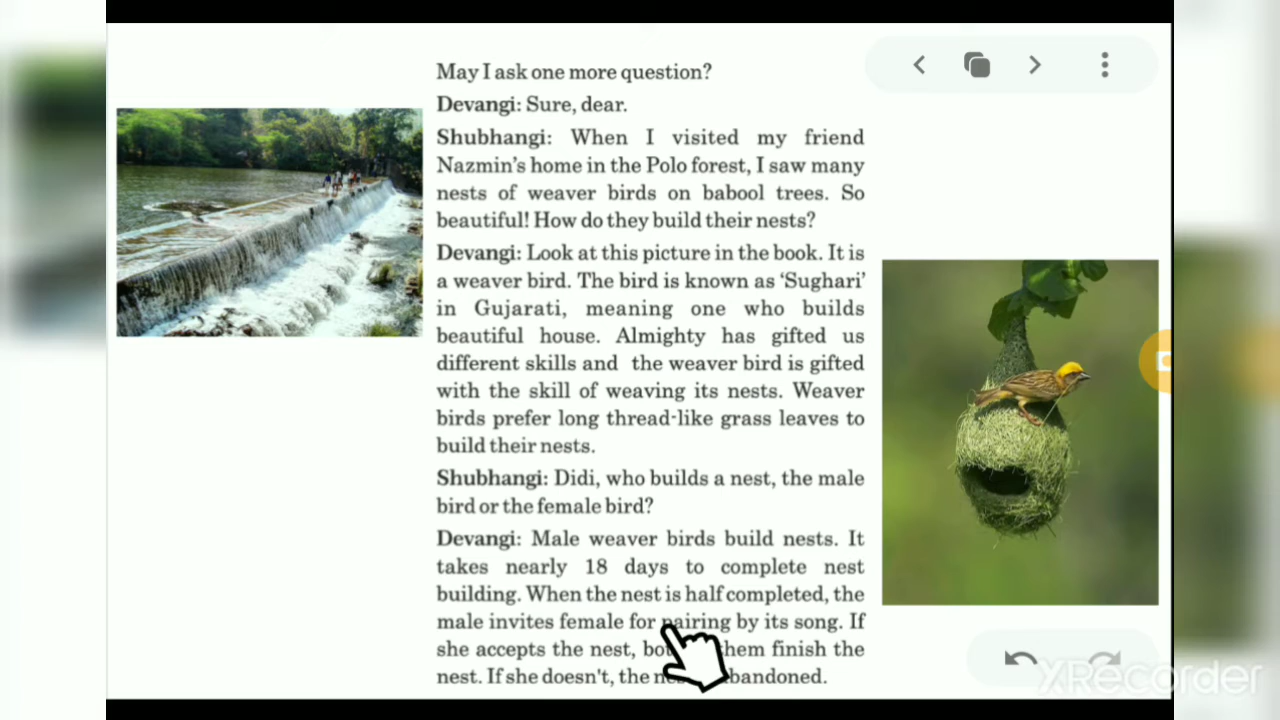 May I ask one more question?
Devangi: Sure, dear.
Shubhangi: When I visited my friend
Nazmin's home in the Polo forest, I saw many
nests of weaver birds on babool trees. So
beautiful! How do they build their nests?
Devangi: Look at this picture in the book. It is
a weaver bird. The bird is known as ‘Sughari’
in Gujarati, meaning one who builds
beautiful house. Almighty has gifted us
different skills and the weaver bird is gifted
with the skill of weaving its nests. Weaver
birds prefer long thread-like grass leaves to
build their nests.
Shubhangi: Didi, who builds a nest, the male
bird or the female bird?
Devangi: Male weaver birds build nests. It
takes nearly 18 days to complete nest
building. When the nest is half completed, the
male invites female for pairing by its song. If
she accepts the nest, them finish the
nest. If she doesn't, the
XRecorder